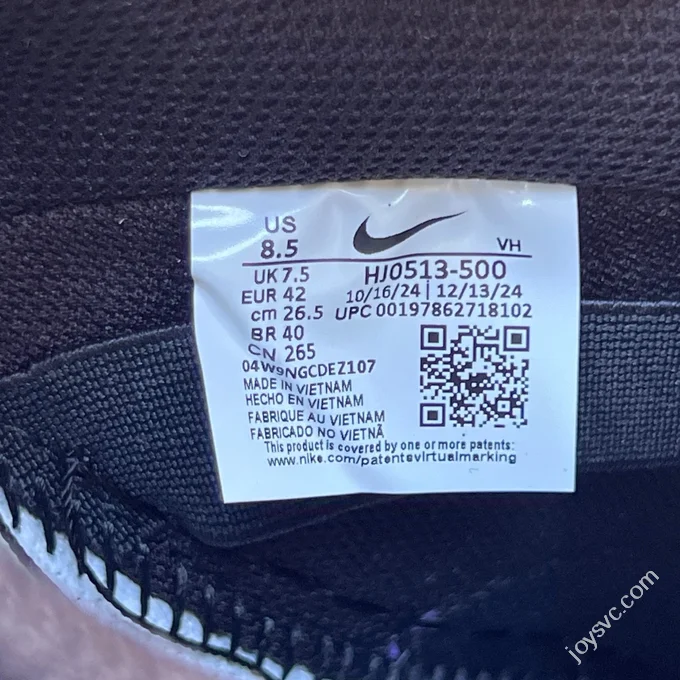 US
8.5
VH
UK 7.5
HJ0513-500
EUR 42
10/16/24 | 12/13/24
cm 26.5
UPC 00197862718102
BR 40
CN 265
04W9NGCDEZ107
MADE IN VIETNAM
HECHO EN VIETNAM
FABRIQUE AU VIETNAM
FABRICADO NO VIETNÃ
This product is covered by one or more patents:
www.nike.com/patentsvirtualmarking
joysvc.com